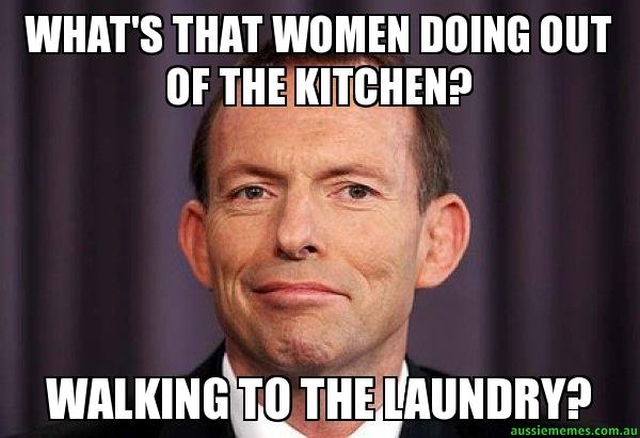 WHAT'S THAT WOMEN DOING OUT
OF THE KITCHEN?
WALKING TO THE LAUNDRY?
aussiememes.com.au